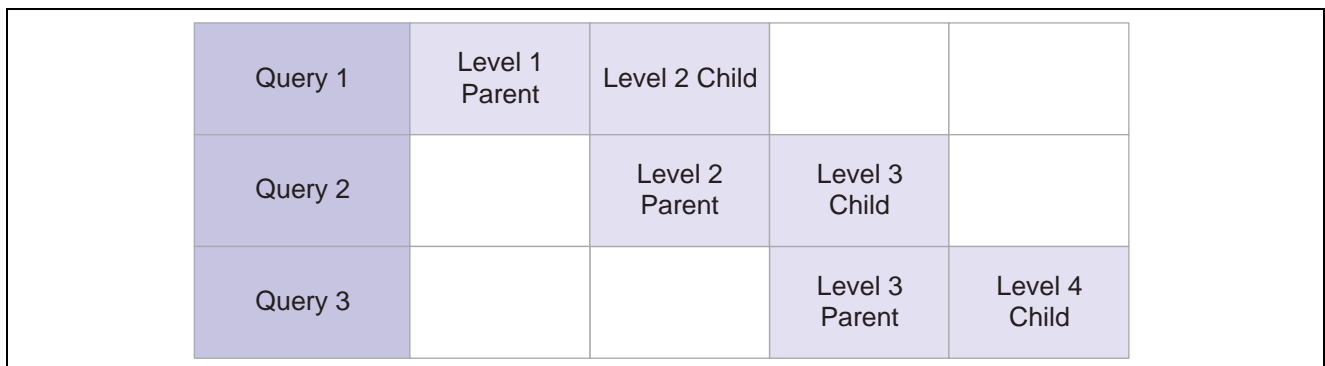 Query 1
Level 1
Parent
Level 2 Child
Query 2
Level 2
Parent
Level 3
Child
Query 3
Level 3
Parent
Level 4
Child